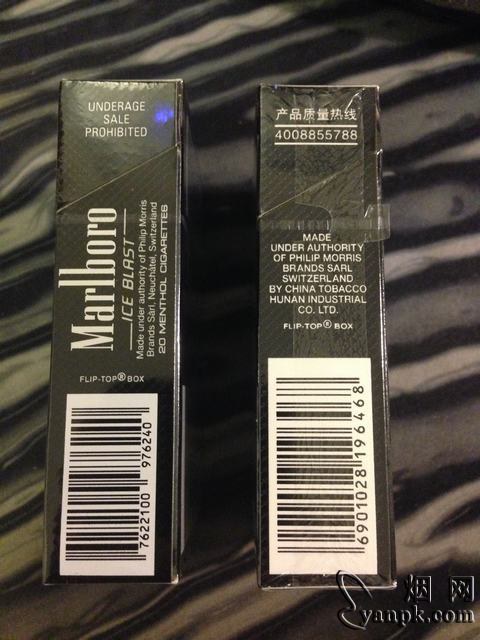 UNDERAGE
SALE
PROHIBITED
Marlboro
ICE BLAST
Made under authority of Philip Morris
Brands Sàrl, Neuchâtel, Switzerland
20 MENTHOL CIGARETTES
FLIP-TOP® BOX
7622100 976240
产品质量热线
4008855788
MADE
UNDER AUTHORITY
OF PHILIP MORRIS
BRANDS SARL
SWITZERLAND
BY CHINA TOBACCO
HUNAN INDUSTRIAL
CO. LTD.
FLIP-TOP® BOX
6901028 196468
烟网
yanpk.com